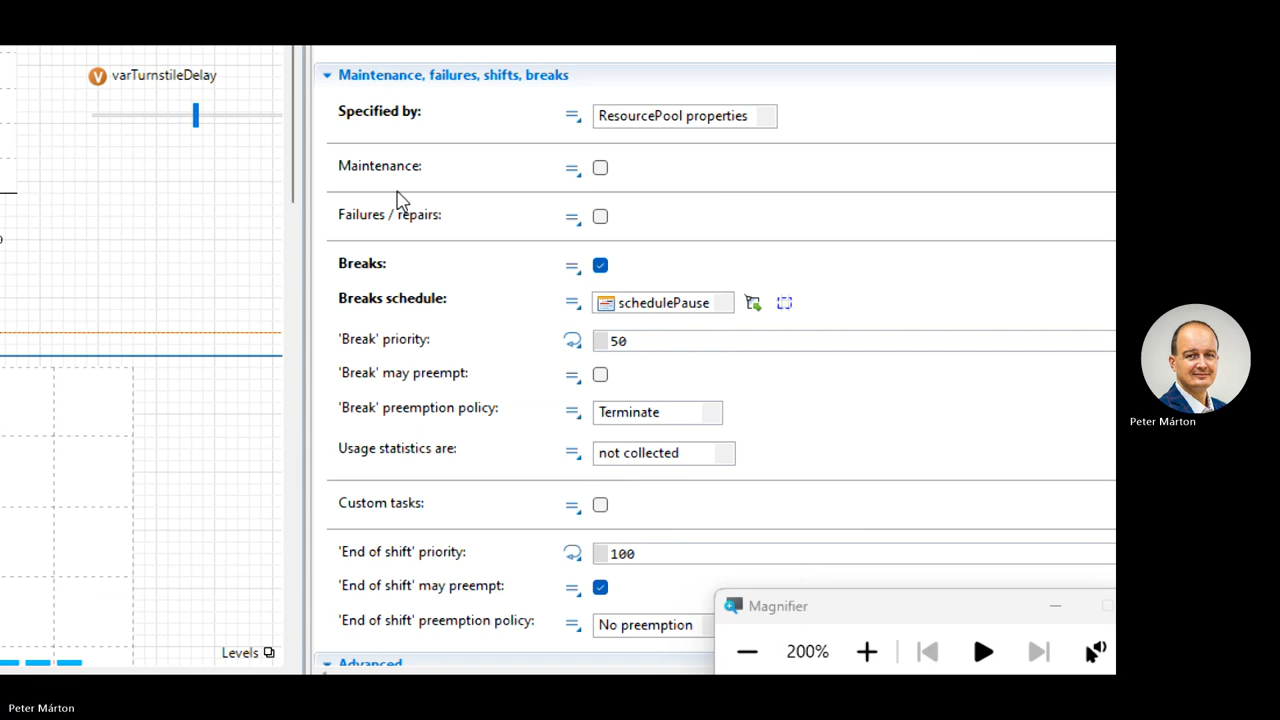 varTurnstileDelay
Maintenance, failures, shifts, breaks
Specified by: ResourcePool properties
Maintenance:
Failures / repairs:
Breaks:
Breaks schedule: schedulePause
'Break' priority: 50
'Break' may preempt:
'Break' preemption policy: Terminate
Usage statistics are: not collected
Custom tasks:
'End of shift' priority: 100
'End of shift' may preempt:
'End of shift' preemption policy: No preemption
Advanced
Levels
Magnifier
200%
Peter Márton
Peter Márton